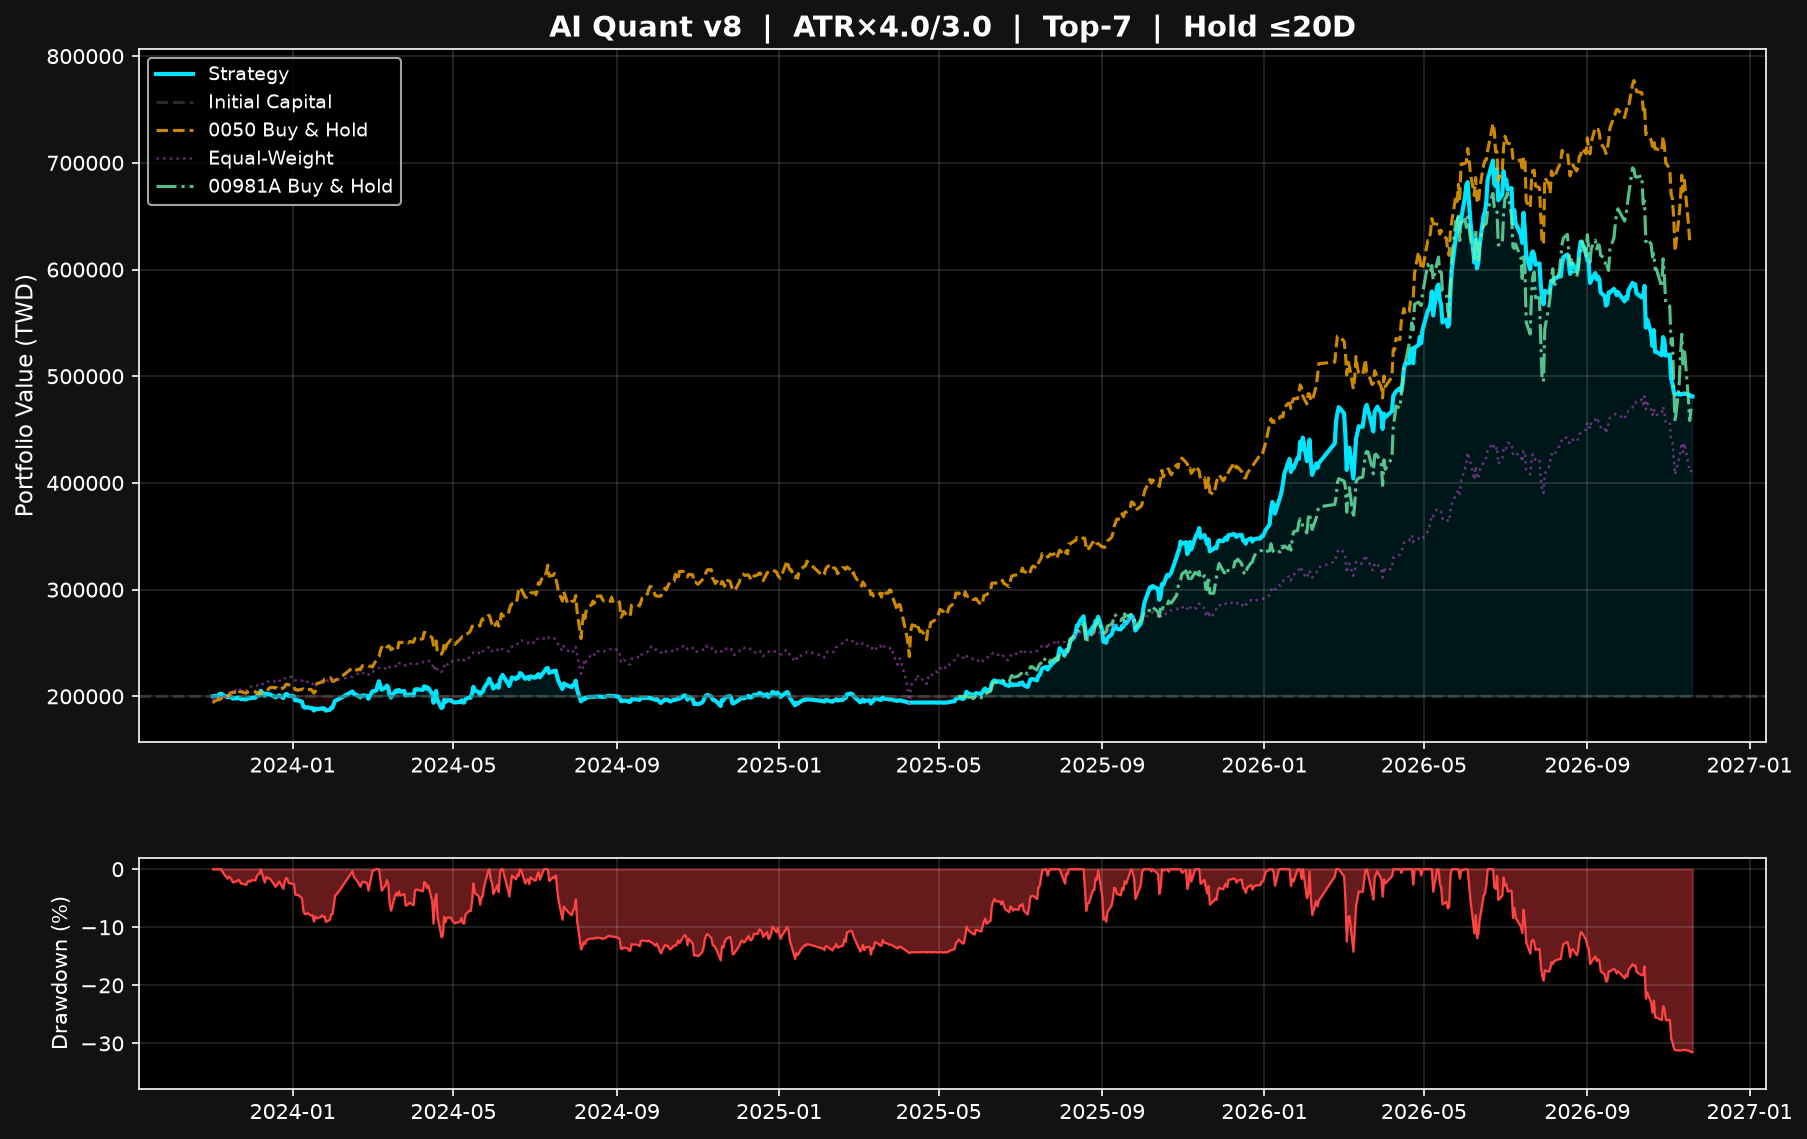 AI Quant v8 | ATR×4.0/3.0 | Top-7 | Hold ≤20D
Portfolio Value (TWD)
800000
700000
600000
500000
400000
300000
200000
Strategy
Initial Capital
0050 Buy & Hold
Equal-Weight
00981A Buy & Hold
2024-01 2024-05 2024-09 2025-01 2025-05 2025-09 2026-01 2026-05 2026-09 2027-01
Drawdown (%)
0
−10
−20
−30
2024-01 2024-05 2024-09 2025-01 2025-05 2025-09 2026-01 2026-05 2026-09 2027-01